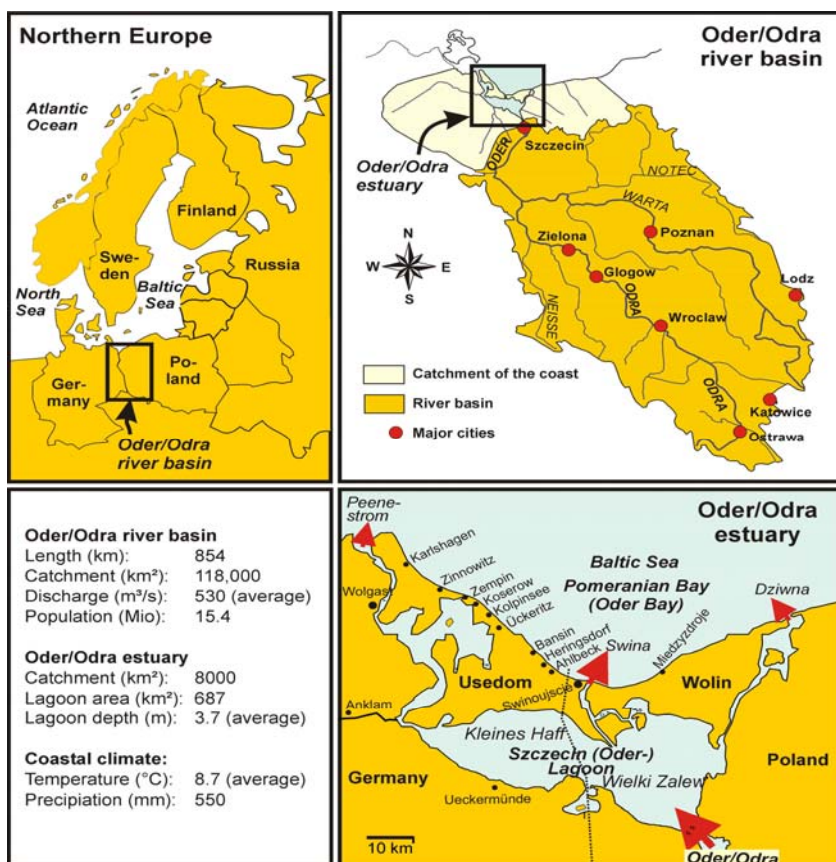 Northern Europe
Atlantic
Ocean
Finland
Swe-
den
Russia
North
Sea
Baltic
Sea
Ger-
many
Po-
land
Oder/Odra
river basin
Oder/Odra
river basin
Oder/Odra
estuary
ODER
Szczecin
NOTEC
WARTA
Zielona
Poznan
N
W E
S
Glogow
Lodz
NEISSE
ODRA
Wroclaw
ODRA
Katowice
Ostrawa
Catchment of the coast
River basin
Major cities
Oder/Odra river basin
Length (km): 854
Catchment (km²): 118,000
Discharge (m³/s): 530 (average)
Population (Mio): 15.4
Oder/Odra estuary
Catchment (km²): 8000
Lagoon area (km²): 687
Lagoon depth (m): 3.7 (average)
Coastal climate:
Temperature (°C): 8.7 (average)
Precipiation (mm): 550
Oder/Odra
estuary
Peene-
strom
Karlshagen
Zinnowitz
Zempin
Koserow
Kolpinsee
Ückeritz
Wolgast
Baltic Sea
Pomeranian Bay
(Oder Bay)
Dziwna
Bansin
Heringsdorf
Ahlbeck
Swina
Miedzyzdroje
Usedom
Swinoujscie
Wolin
Anklam
Kleines Haff
Szczecin (Oder-)
Lagoon
Wielki Zalew
Poland
Germany
Ueckermünde
10 km
Oder/Odra